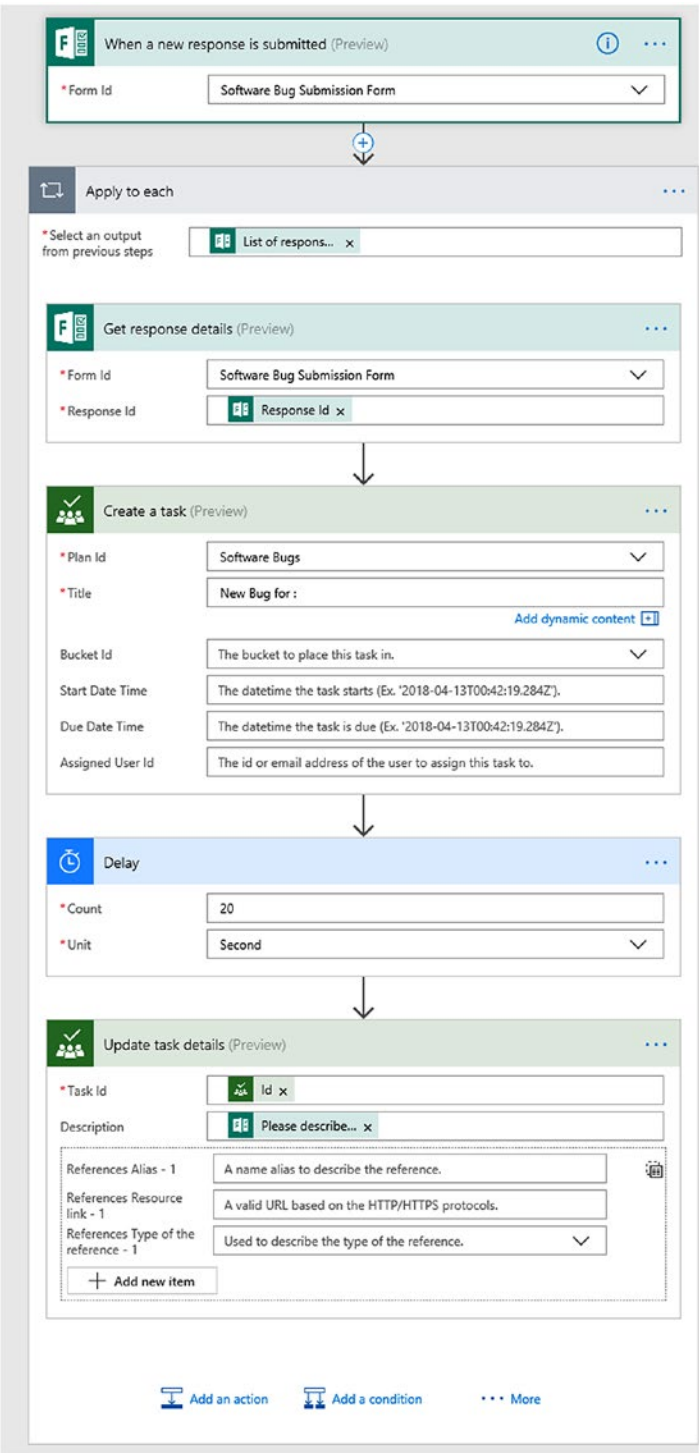 When a new response is submitted (Preview)
*Form Id
Software Bug Submission Form
Apply to each
*Select an output
from previous steps
List of respons... x
Get response details (Preview)
*Form Id
Software Bug Submission Form
*Response Id
Response Id x
Create a task (Preview)
*Plan Id
Software Bugs
*Title
New Bug for :
Add dynamic content
Bucket Id
The bucket to place this task in.
Start Date Time
The datetime the task starts (Ex. '2018-04-13T00:42:19.284Z').
Due Date Time
The datetime the task is due (Ex. '2018-04-13T00:42:19.284Z').
Assigned User Id
The id or email address of the user to assign this task to.
Delay
*Count
20
*Unit
Second
Update task details (Preview)
*Task Id
Id x
Description
Please describe... x
References Alias - 1
A name alias to describe the reference.
References Resource
link - 1
A valid URL based on the HTTP/HTTPS protocols.
References Type of the
reference - 1
Used to describe the type of the reference.
Add new item
Add an action
Add a condition
More